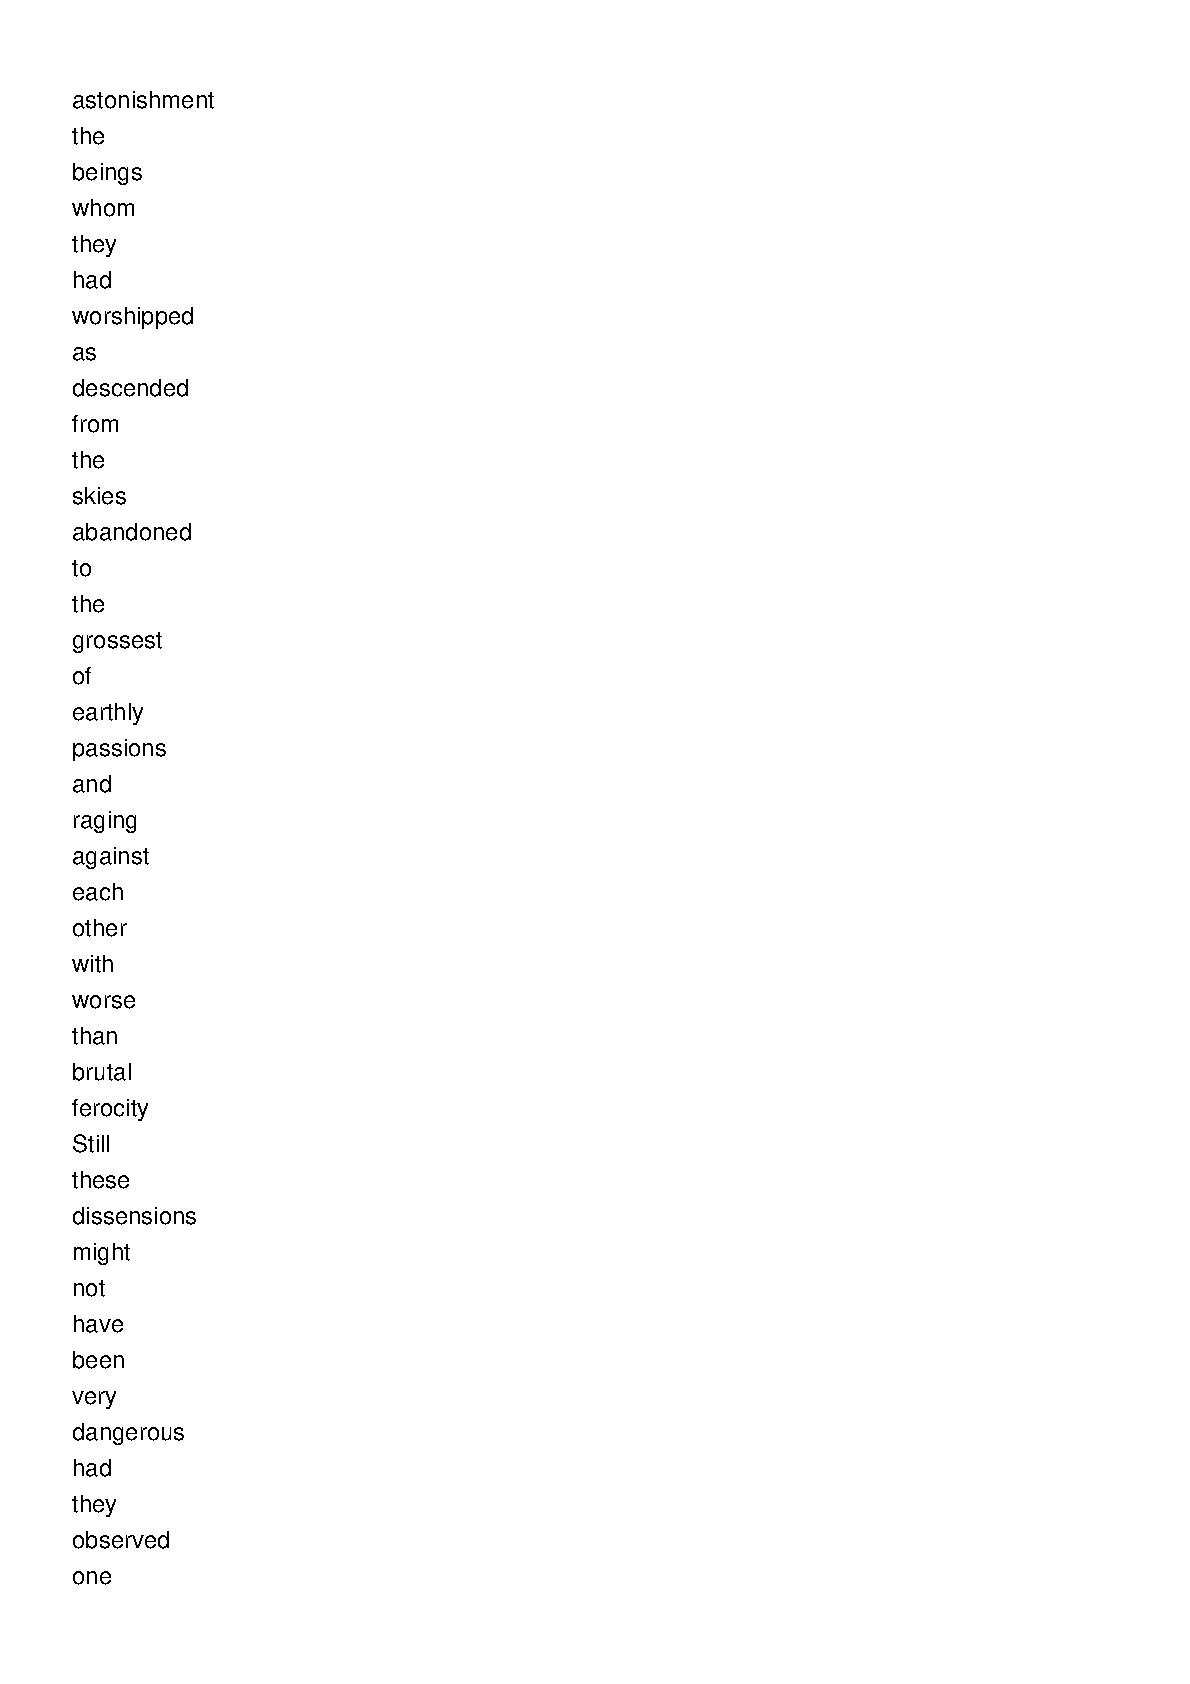 astonishment
the
beings
whom
they
had
worshipped
as
descended
from
the
skies
abandoned
to
the
grossest
of
earthly
passions
and
raging
against
each
other
with
worse
than
brutal
ferocity
Still
these
dissensions
might
not
have
been
very
dangerous
had
they
observed
one